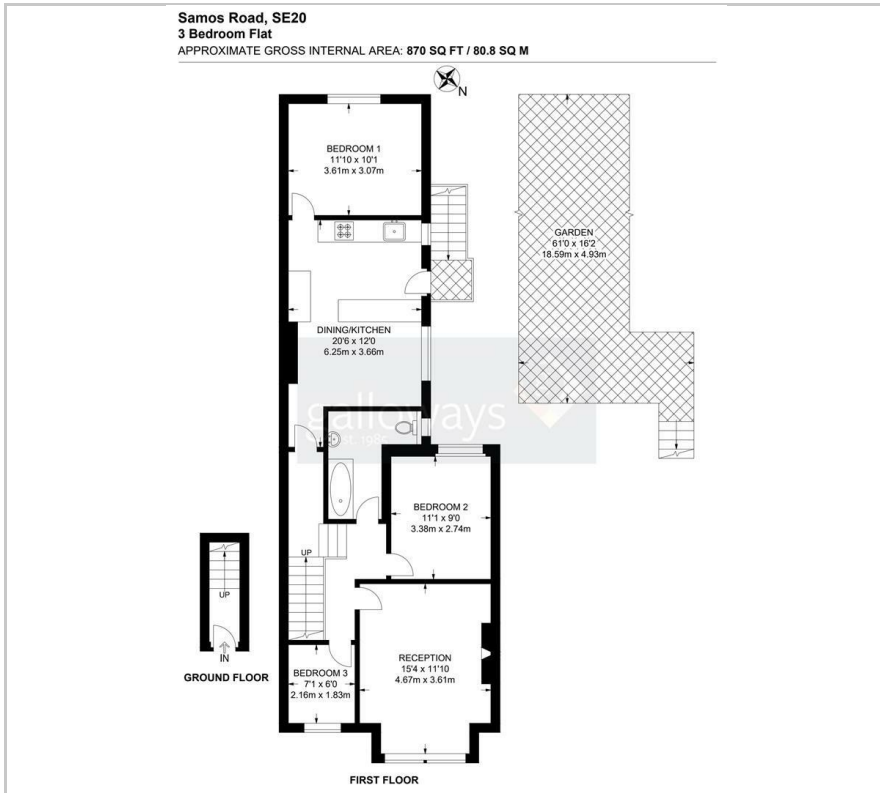 Samos Road, SE20
3 Bedroom Flat
APPROXIMATE GROSS INTERNAL AREA: 870 SQ FT / 80.8 SQ M
N
BEDROOM 1
11'10 x 10'1
3.61m x 3.07m
GARDEN
61'0 x 16'2
18.59m x 4.93m
DINING/KITCHEN
20'6 x 12'0
6.25m x 3.66m
galloways
est. 1985
BEDROOM 2
11'1 x 9'0
3.38m x 2.74m
UP
UP
IN
GROUND FLOOR
RECEPTION
15'4 x 11'10
4.67m x 3.61m
BEDROOM 3
7'1 x 6'0
2.16m x 1.83m
FIRST FLOOR